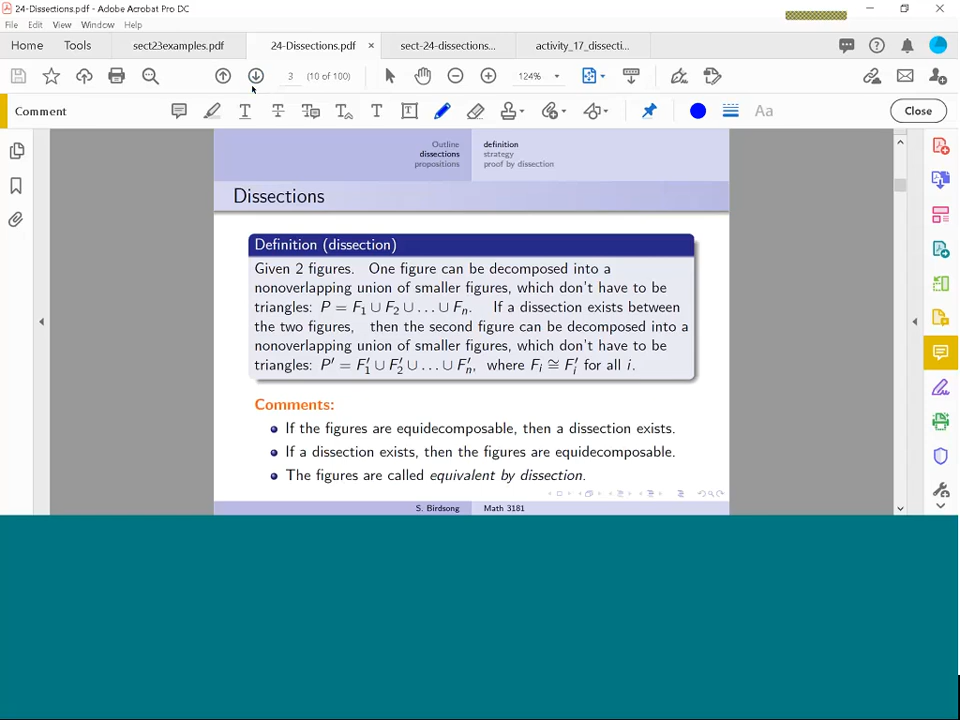 24-Dissections.pdf - Adobe Acrobat Pro DC
File Edit View Window Help
Home Tools sect23examples.pdf 24-Dissections.pdf × sect-24-dissections... activity_17_dissecti...
3 (10 of 100) 124%
Comment Aa Close
Outline
dissections
propositions
definition
strategy
proof by dissection
Dissections
Definition (dissection)
Given 2 figures. One figure can be decomposed into a
nonoverlapping union of smaller figures, which don't have to be
triangles: P = F₁ ∪ F₂ ∪ . . . ∪ Fₙ. If a dissection exists between
the two figures, then the second figure can be decomposed into a
nonoverlapping union of smaller figures, which don't have to be
triangles: P′ = F′₁ ∪ F′₂ ∪ . . . ∪ F′ₙ, where Fᵢ ≅ F′ᵢ for all i.
Comments:
If the figures are equidecomposable, then a dissection exists.
If a dissection exists, then the figures are equidecomposable.
The figures are called equivalent by dissection.
S. Birdsong Math 3181